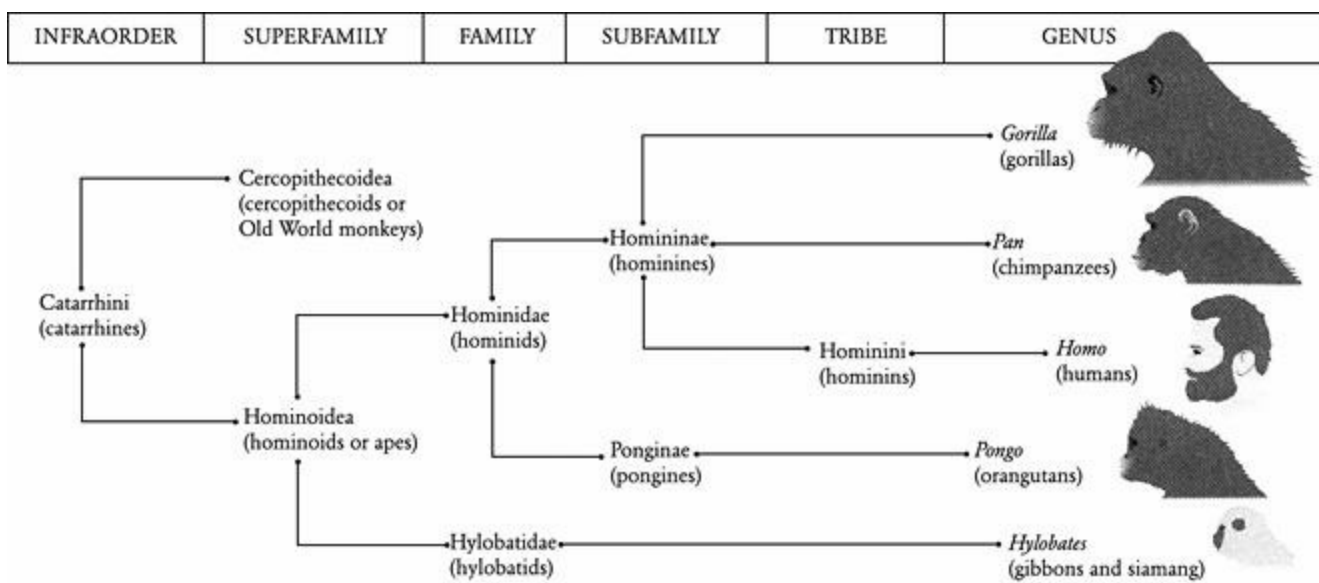 INFRAORDER SUPERFAMILY FAMILY SUBFAMILY TRIBE GENUS
Gorilla
(gorillas)
Cercopithecoidea
(cercopithecoids or
Old World monkeys)
Homininae
(hominines)
Pan
(chimpanzees)
Catarrhini
(catarrhines)
Hominidae
(hominids)
Hominini
(hominins)
Homo
(humans)
Hominoidea
(hominoids or apes)
Ponginae
(pongines)
Pongo
(orangutans)
Hylobatidae
(hylobatids)
Hylobates
(gibbons and siamang)